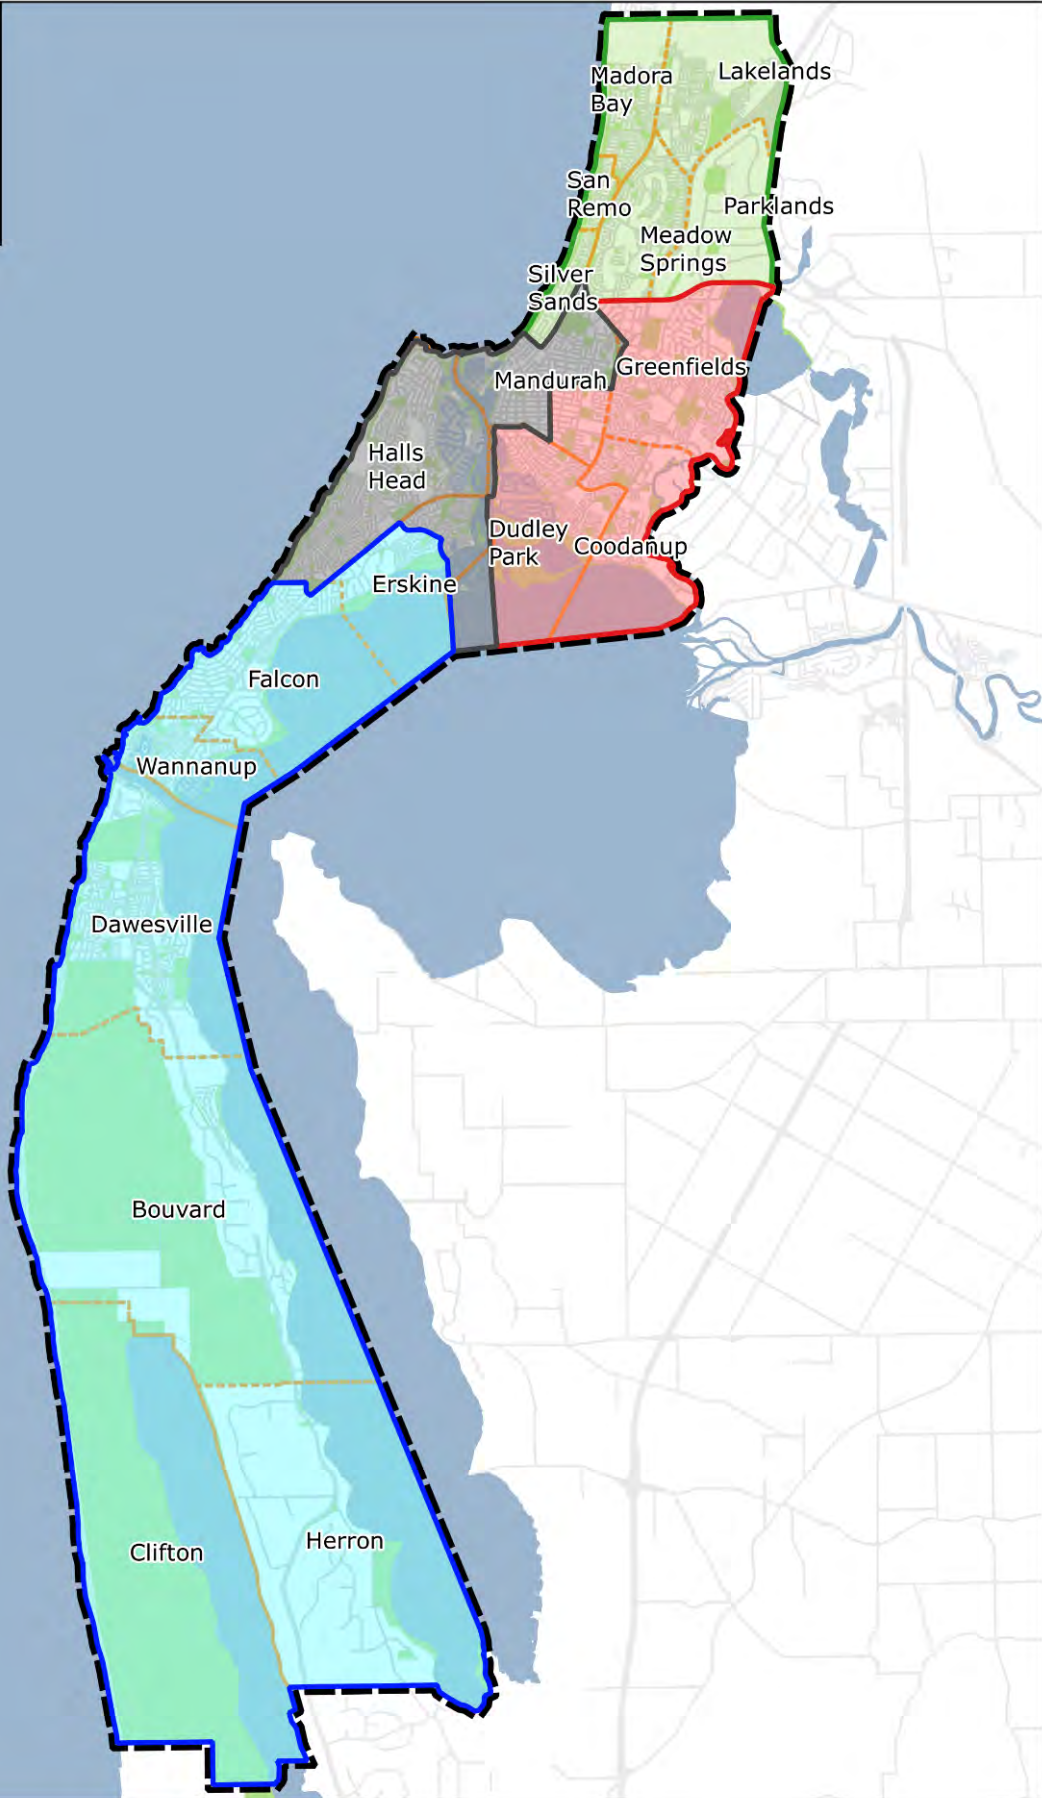 Madora
Bay
Lakelands
San
Remo
Parklands
Meadow
Springs
Silver
Sands
Greenfields
Mandurah
Halls
Head
Dudley
Park
Coodanup
Erskine
Falcon
Wannanup
Dawesville
Bouvard
Herron
Clifton